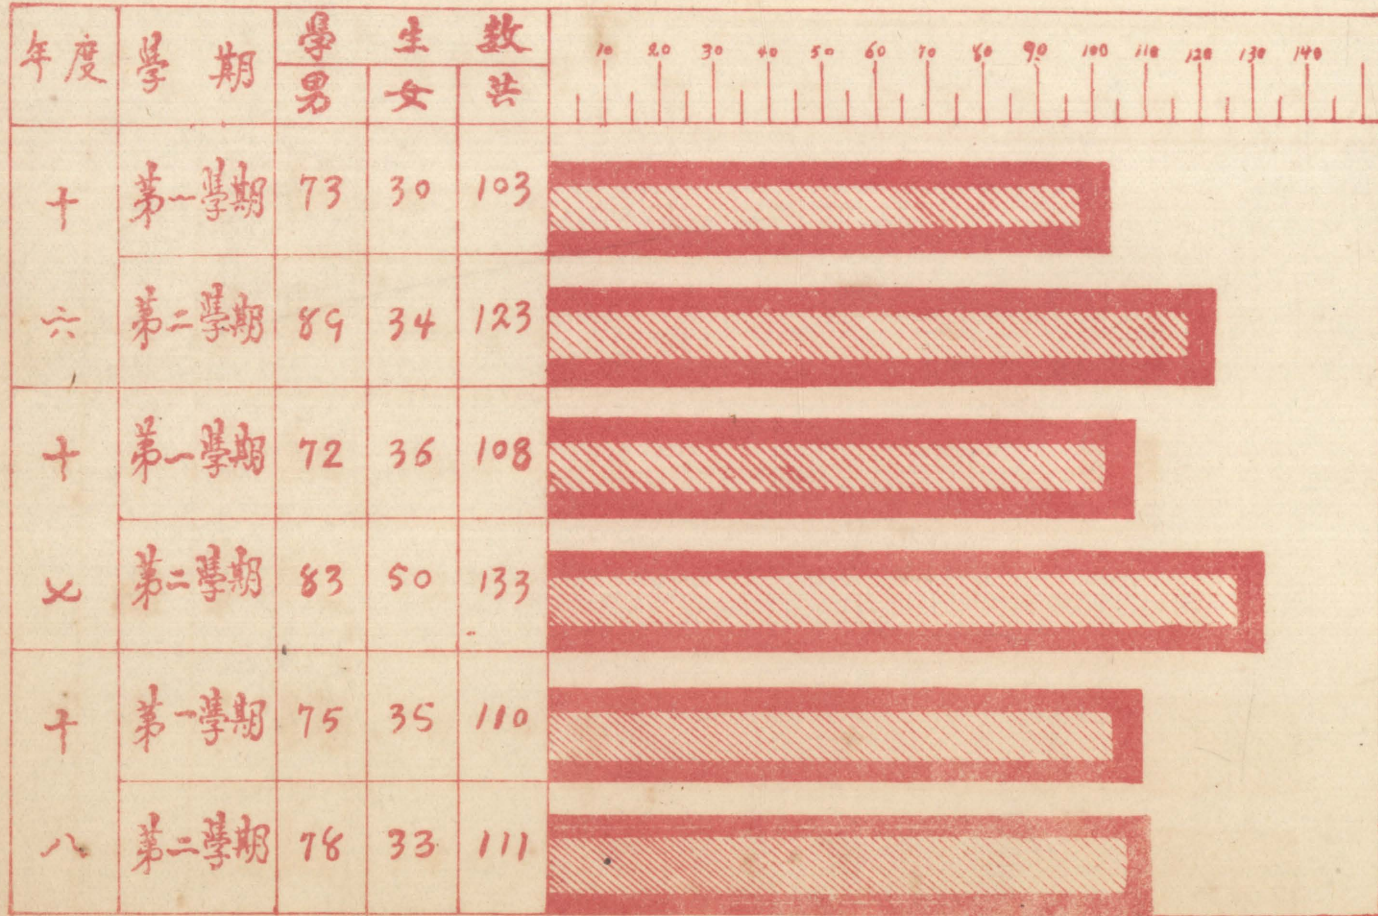 年度 學期 學生数
男 女 共
10 20 30 40 50 60 70 80 90 100 110 120 130 140
十六 第一學期 73 30 103
第二學期 89 34 123
十七 第一學期 72 36 108
第二學期 83 50 133
十八 第一學期 75 35 110
第二學期 78 33 111